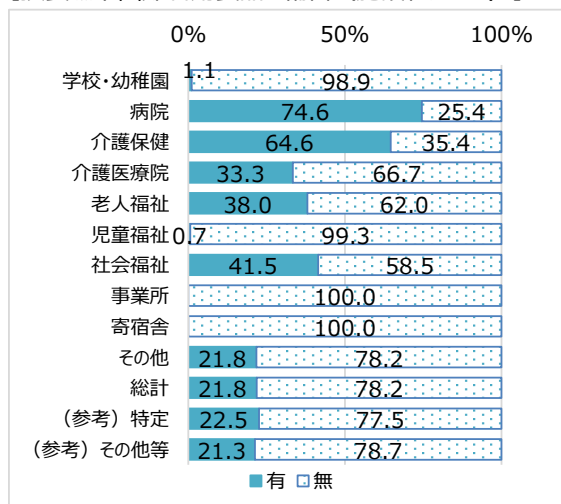 0% 50% 100%
学校・幼稚園 1.1 98.9
病院 74.6 25.4
介護保健 64.6 35.4
介護医療院 33.3 66.7
老人福祉 38.0 62.0
児童福祉 0.7 99.3
社会福祉 41.5 58.5
事業所 100.0
寄宿舎 100.0
その他 21.8 78.2
総計 21.8 78.2
（参考）特定 22.5 77.5
（参考）その他等 21.3 78.7
有 無